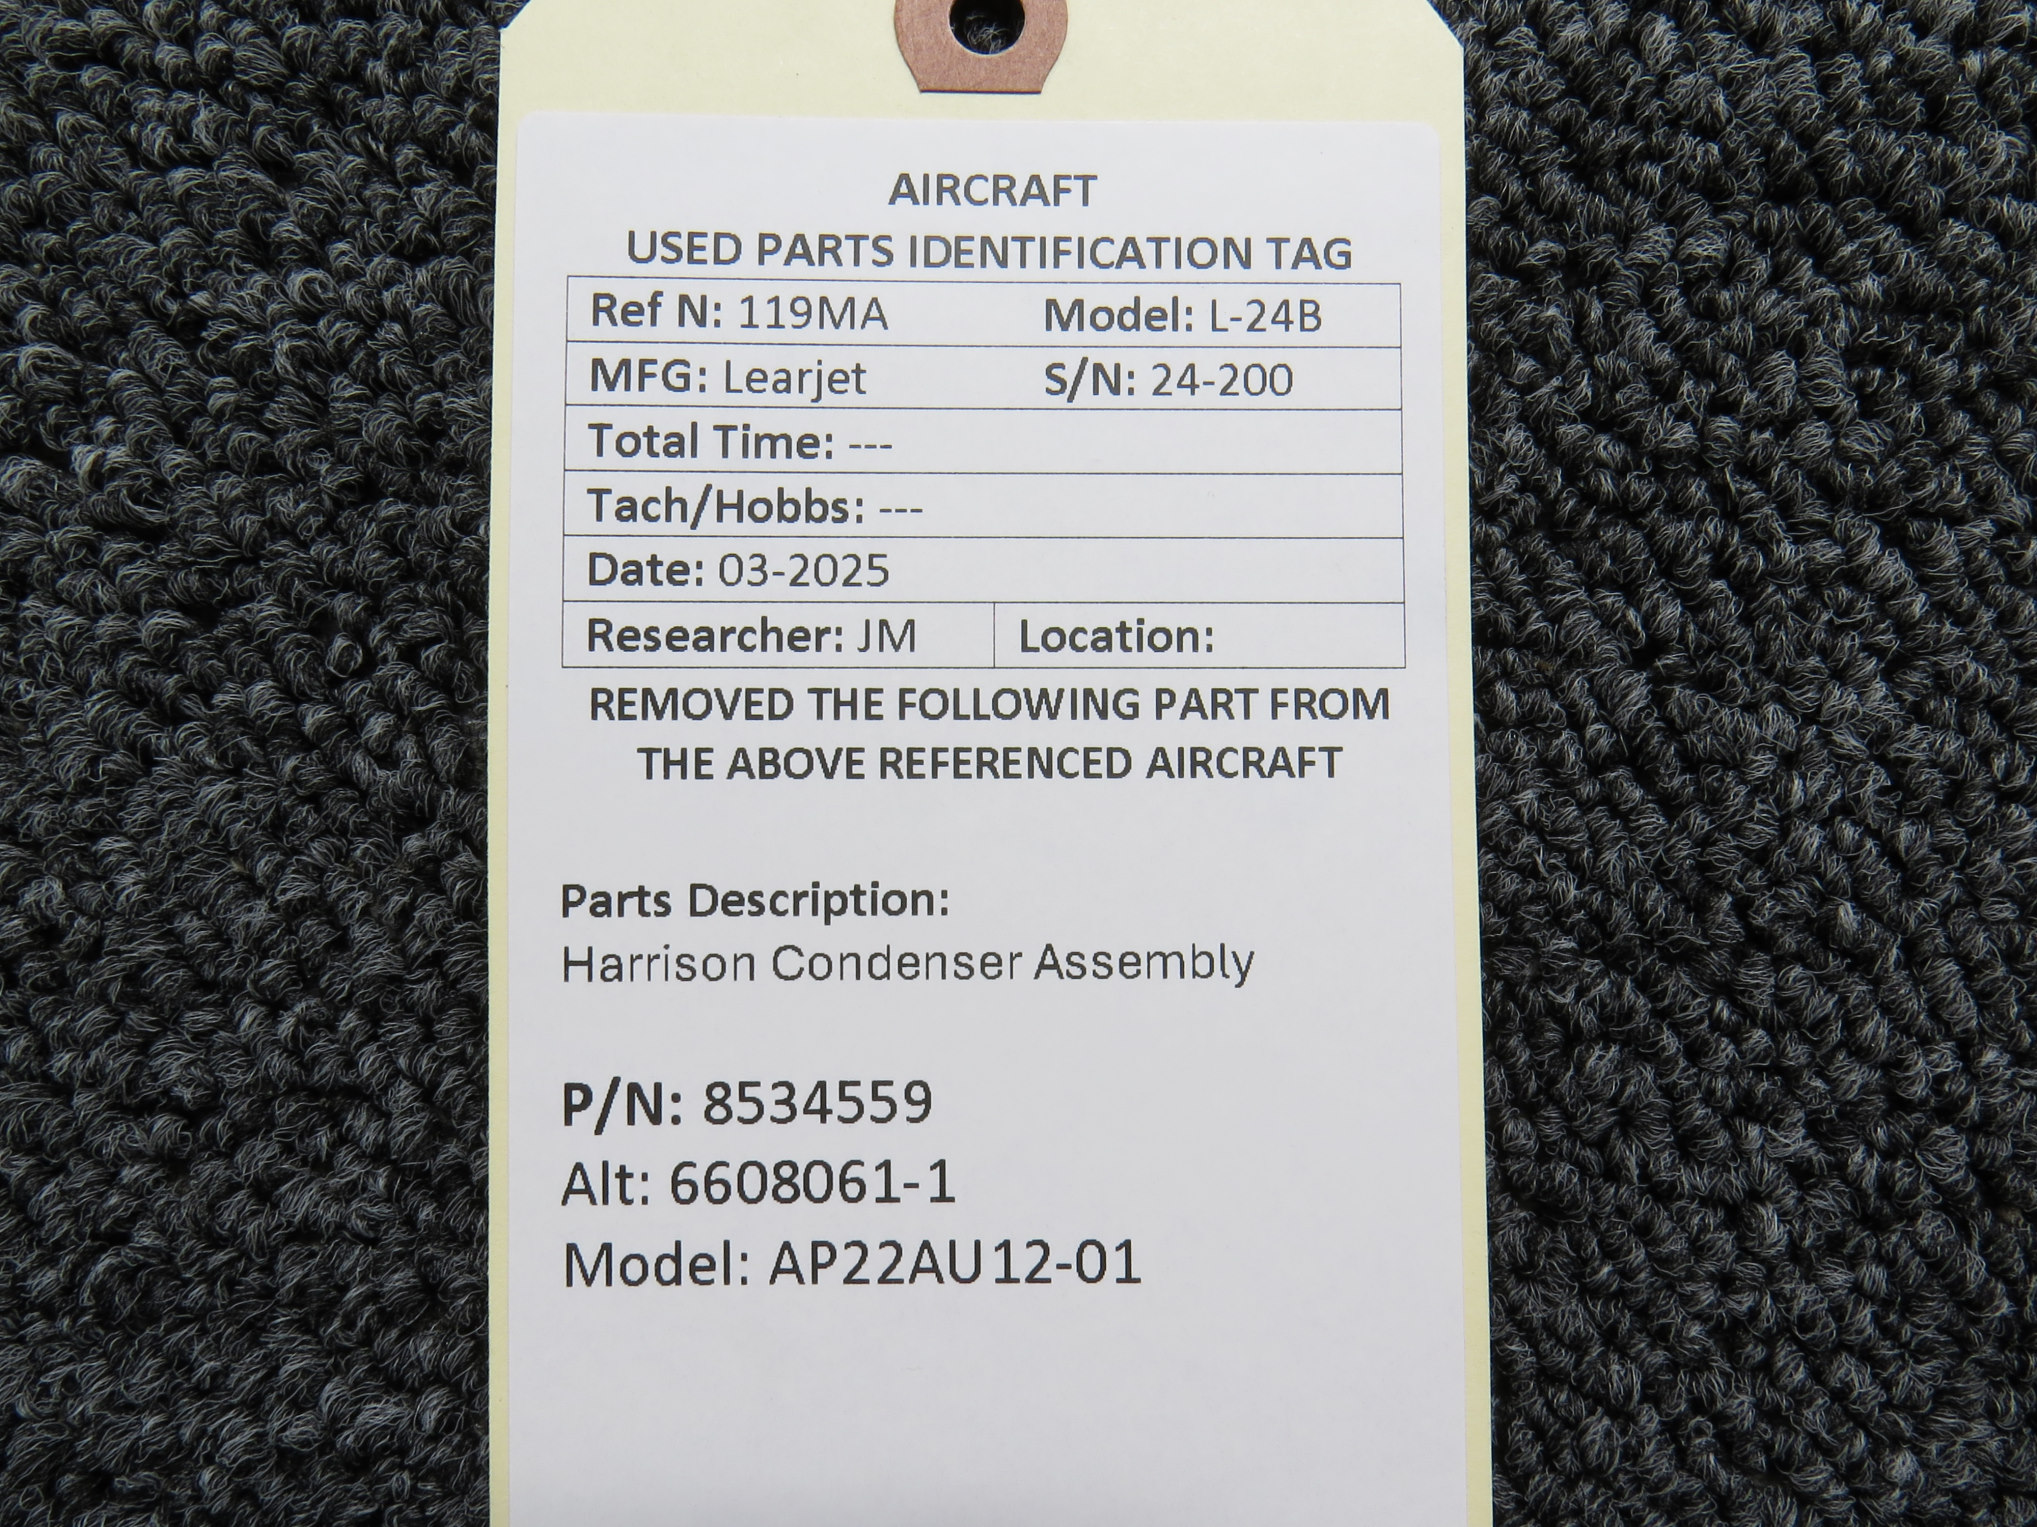 AIRCRAFT
USED PARTS IDENTIFICATION TAG
Ref N: 119MA Model: L-24B
MFG: Learjet S/N: 24-200
Total Time: ---
Tach/Hobbs: ---
Date: 03-2025
Researcher: JM Location:
REMOVED THE FOLLOWING PART FROM
THE ABOVE REFERENCED AIRCRAFT
Parts Description:
Harrison Condenser Assembly
P/N: 8534559
Alt: 6608061-1
Model: AP22AU12-01